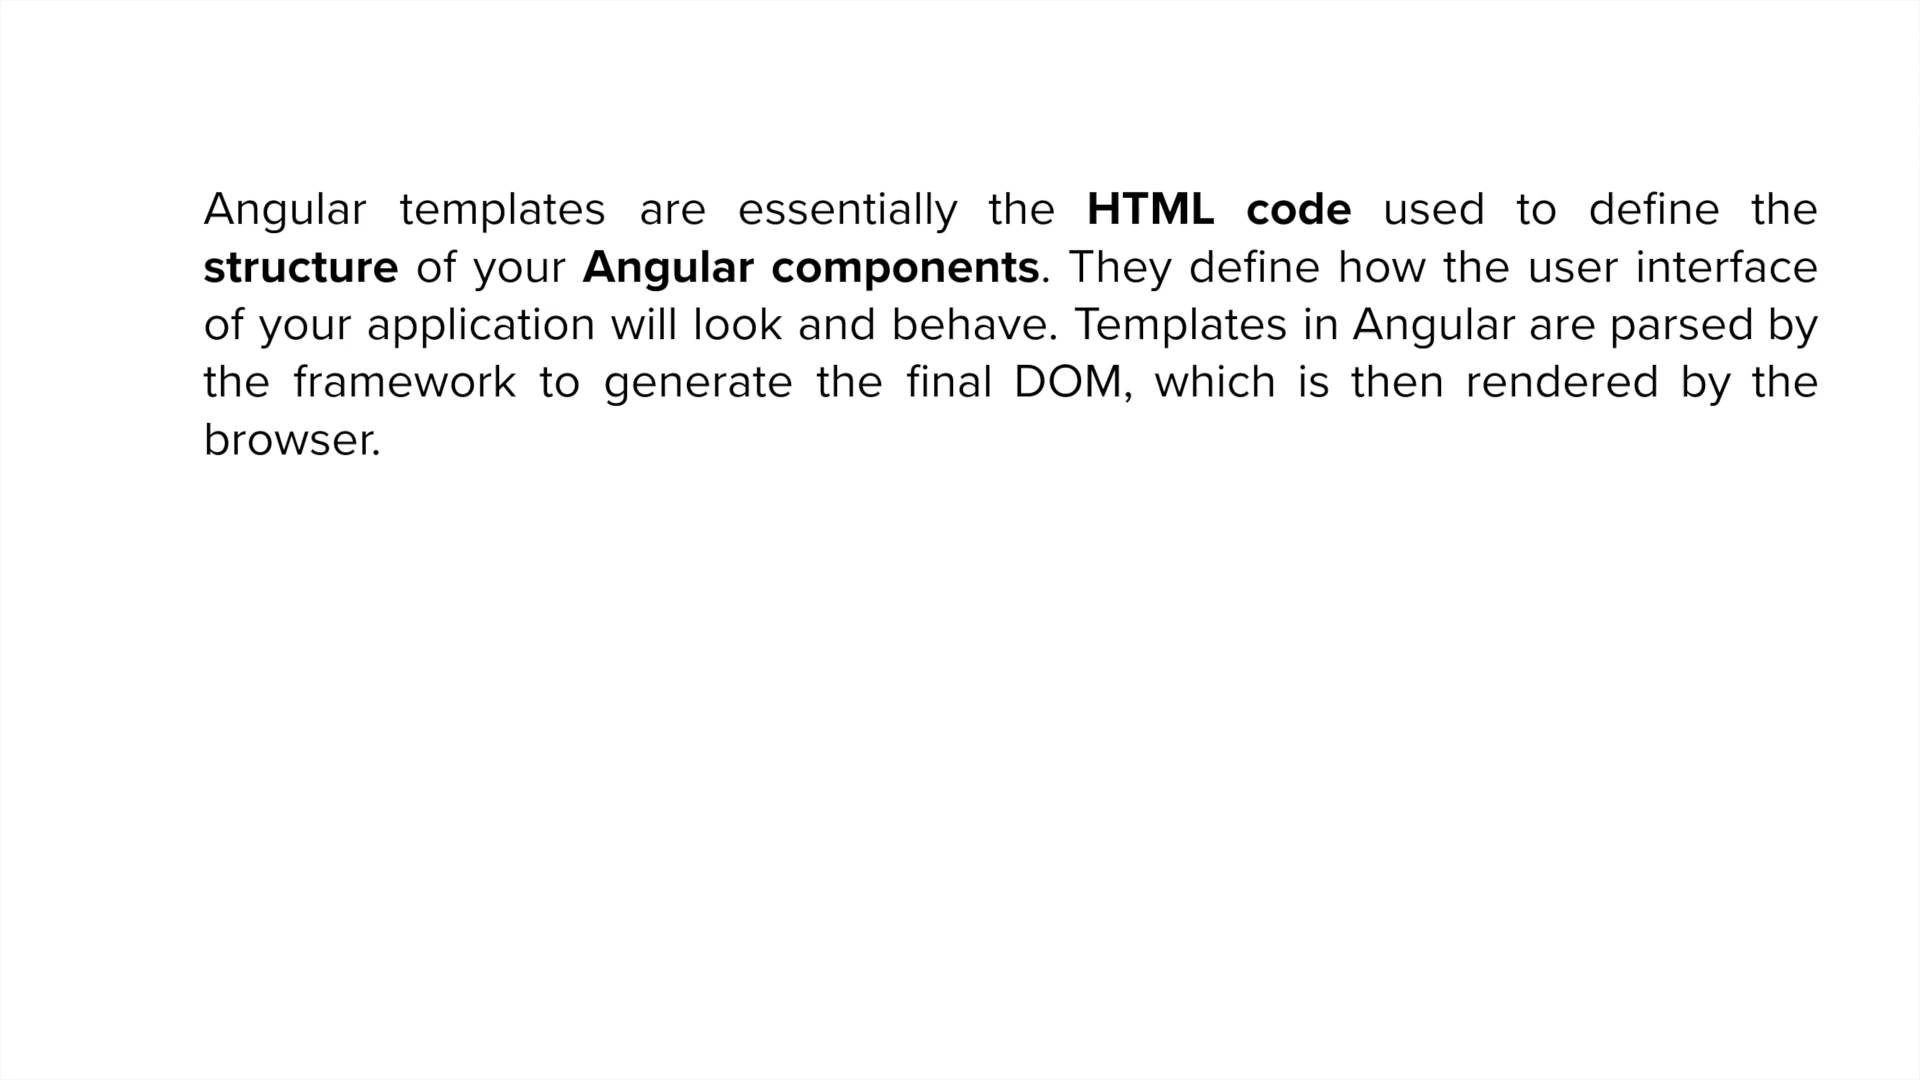 Angular templates are essentially the HTML code used to define the
structure of your Angular components. They define how the user interface
of your application will look and behave. Templates in Angular are parsed by
the framework to generate the final DOM, which is then rendered by the
browser.